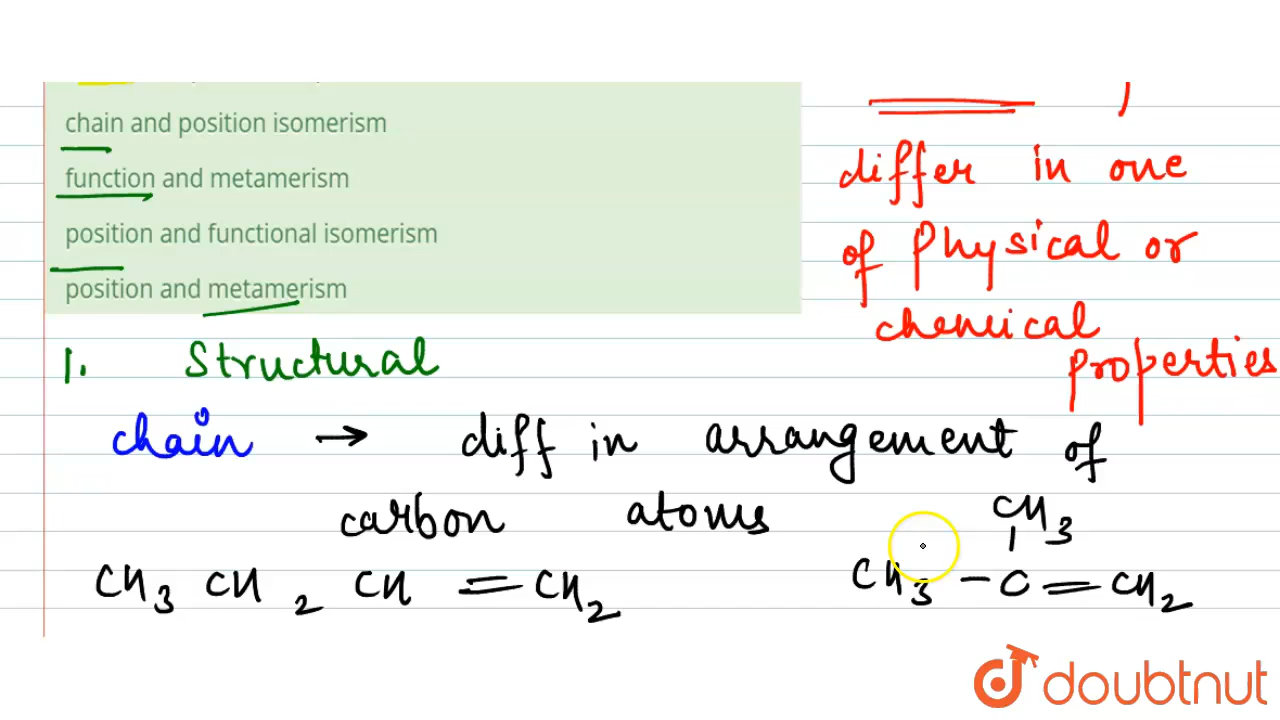 chain and position isomerism
function and metamerism
position and functional isomerism
position and metamerism
differ in one
of Physical or
chemical
properties
1. Structural
chain → diff in arrangement of
carbon atoms
CH3 CH2 CH = CH2
CH3
CH3 - C = CH2
doubtnut